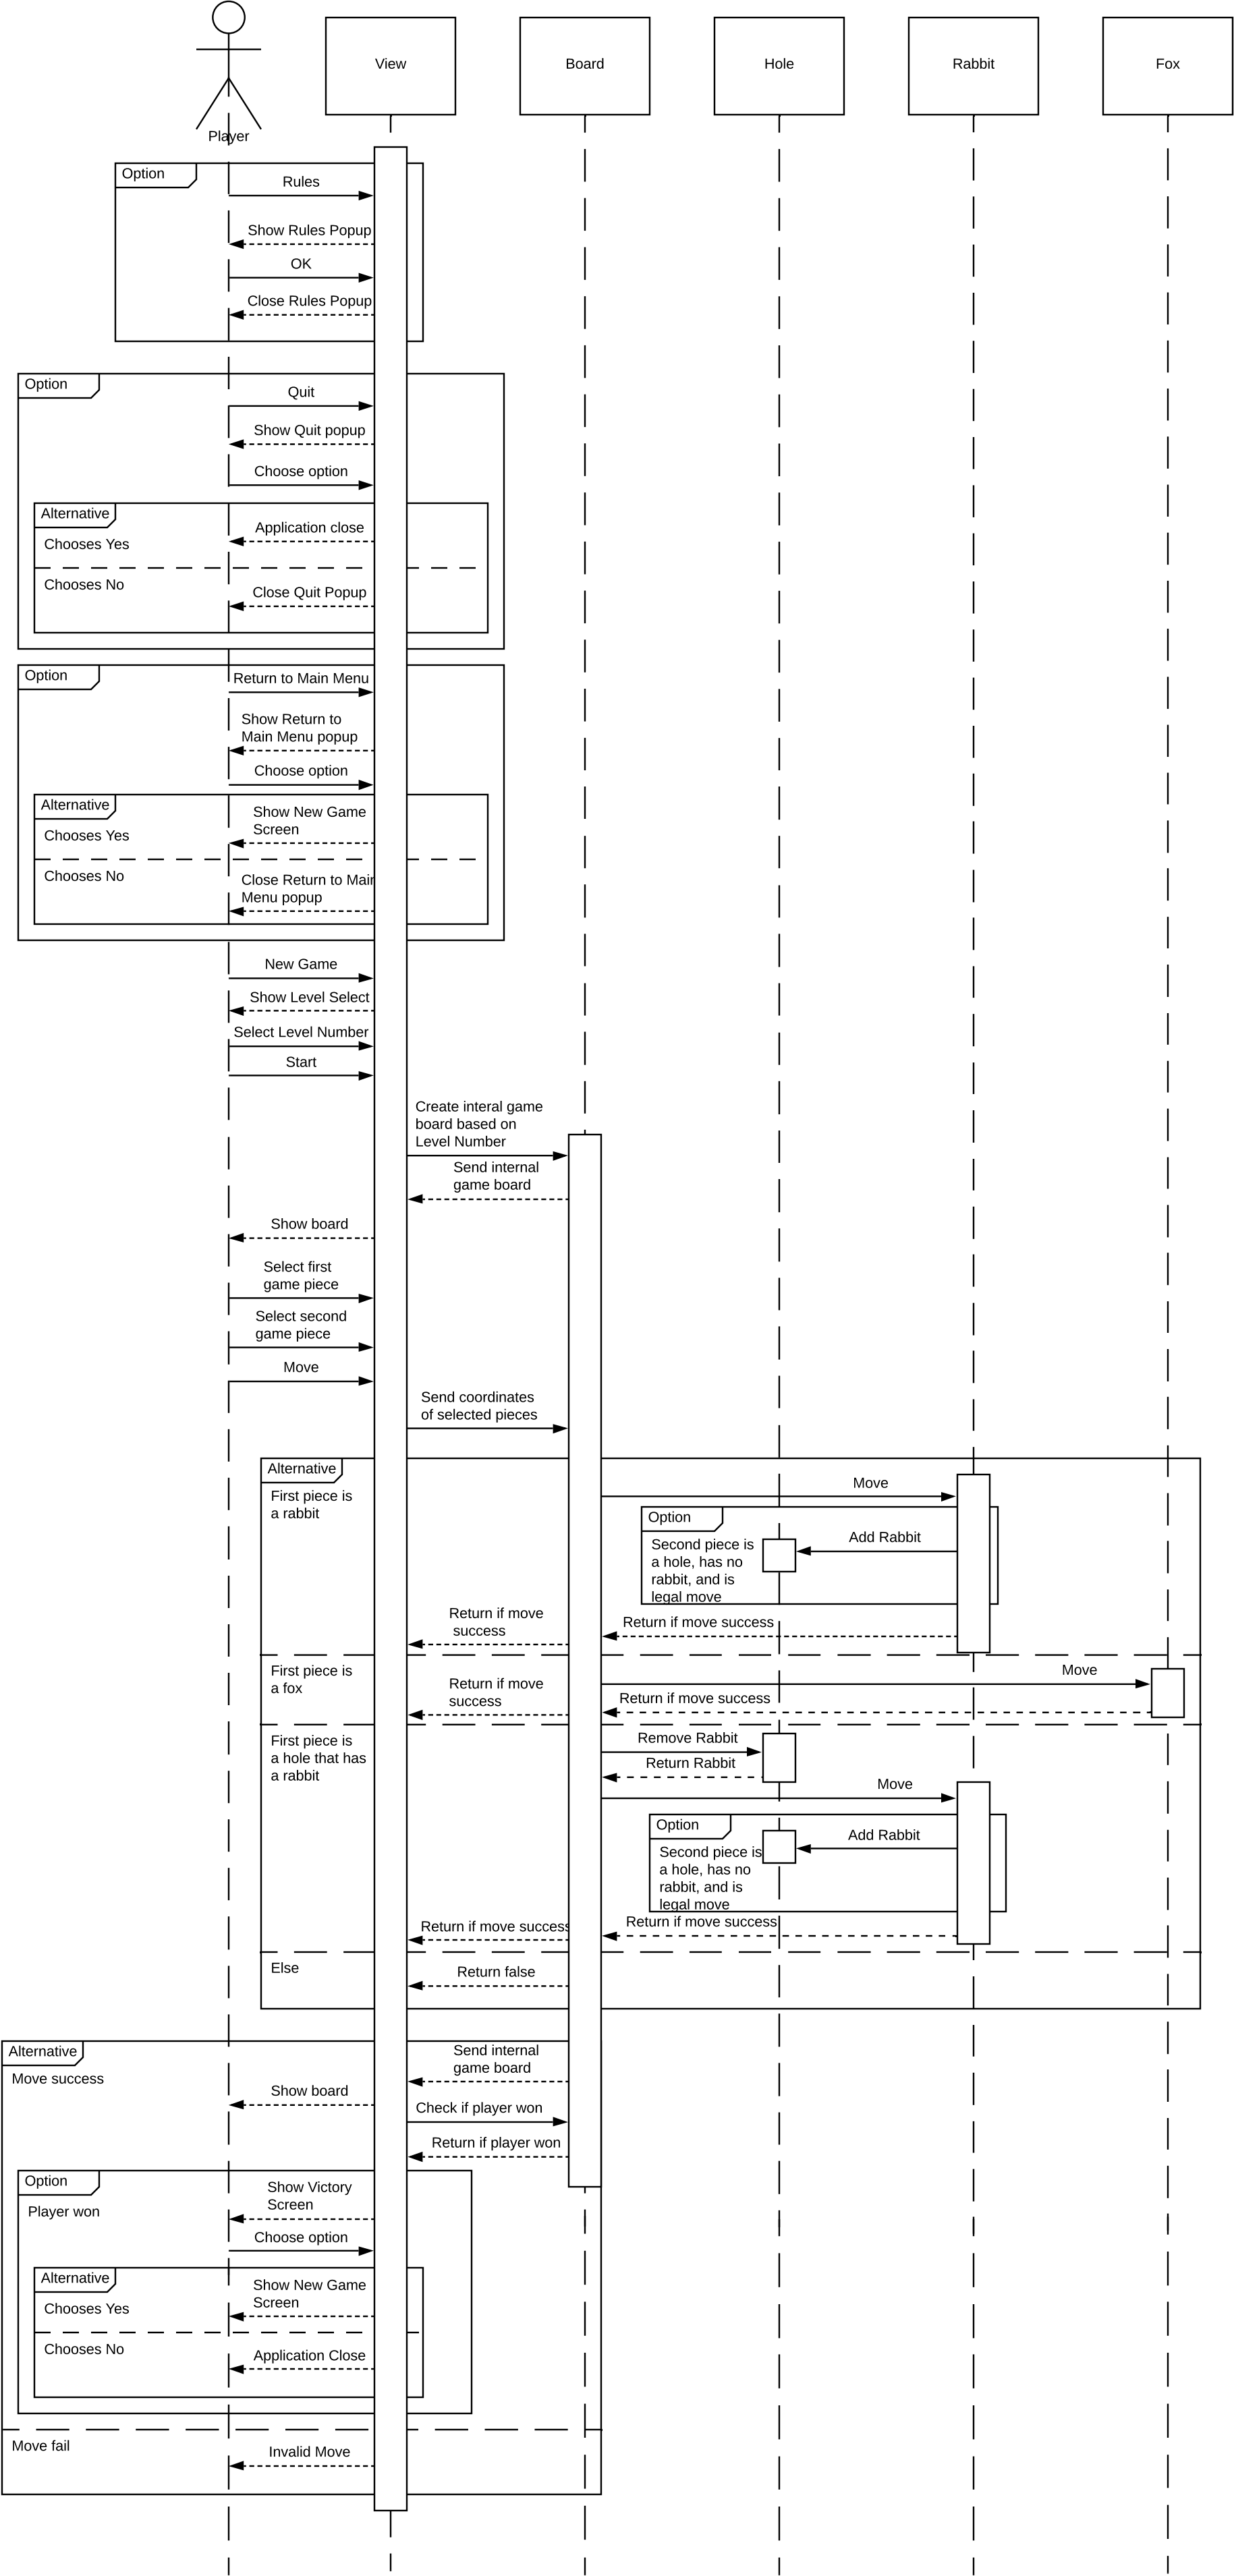 Player
View
Board
Hole
Rabbit
Fox
Option
Rules
Show Rules Popup
OK
Close Rules Popup
Option
Quit
Show Quit popup
Choose option
Alternative
Chooses Yes
Application close
Chooses No
Close Quit Popup
Option
Return to Main Menu
Show Return to
Main Menu popup
Choose option
Alternative
Chooses Yes
Show New Game
Screen
Chooses No
Close Return to Main
Menu popup
New Game
Show Level Select
Select Level Number
Start
Create interal game
board based on
Level Number
Send internal
game board
Show board
Select first
game piece
Select second
game piece
Move
Send coordinates
of selected pieces
Alternative
First piece is
a rabbit
Move
Option
Second piece is
a hole, has no
rabbit, and is
legal move
Add Rabbit
Return if move success
Return if move
success
First piece is
a fox
Move
Return if move success
Return if move
success
First piece is
a hole that has
a rabbit
Remove Rabbit
Return Rabbit
Move
Option
Second piece is
a hole, has no
rabbit, and is
legal move
Add Rabbit
Return if move success
Return if move success
Else
Return false
Alternative
Move success
Send internal
game board
Show board
Check if player won
Return if player won
Option
Player won
Show Victory
Screen
Choose option
Alternative
Chooses Yes
Show New Game
Screen
Chooses No
Application Close
Move fail
Invalid Move